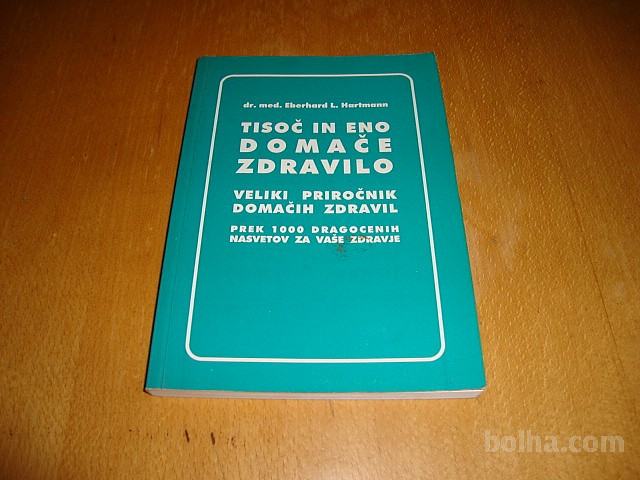 dr. med. Eberhard L. Hartmann
TISOČ IN ENO
DOMAČE
ZDRAVILO
VELIKI PRIROČNIK
DOMAČIH ZDRAVIL
PREK 1000 DRAGOCENIH
NASVETOV ZA VAŠE ZDRAVJE
bolha.com